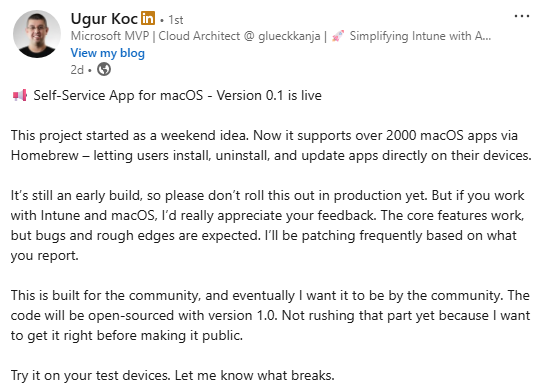 Ugur Koc in • 1st
Microsoft MVP | Cloud Architect @ glueckkanja | 🚀 Simplifying Intune with A...
View my blog
2d •
📢 Self-Service App for macOS - Version 0.1 is live
This project started as a weekend idea. Now it supports over 2000 macOS apps via
Homebrew – letting users install, uninstall, and update apps directly on their devices.
It's still an early build, so please don't roll this out in production yet. But if you work
with Intune and macOS, I'd really appreciate your feedback. The core features work,
but bugs and rough edges are expected. I'll be patching frequently based on what
you report.
This is built for the community, and eventually I want it to be by the community. The
code will be open-sourced with version 1.0. Not rushing that part yet because I want
to get it right before making it public.
Try it on your test devices. Let me know what breaks.